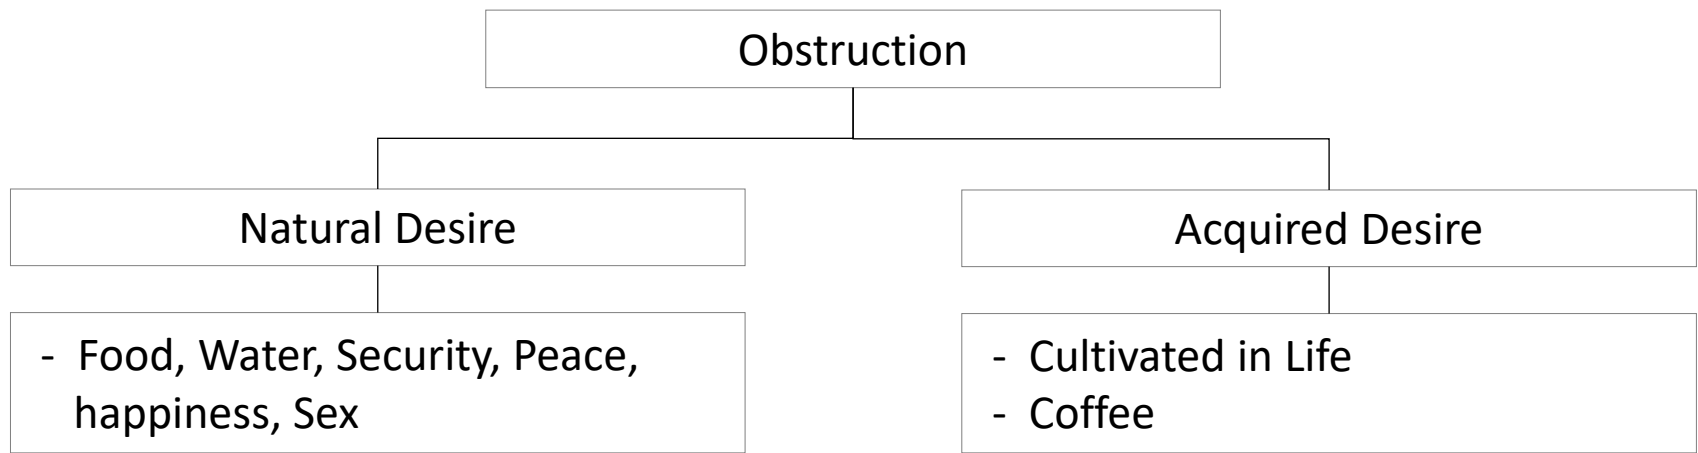 Obstruction
Natural Desire
Acquired Desire
- Food, Water, Security, Peace,
happiness, Sex
- Cultivated in Life
- Coffee